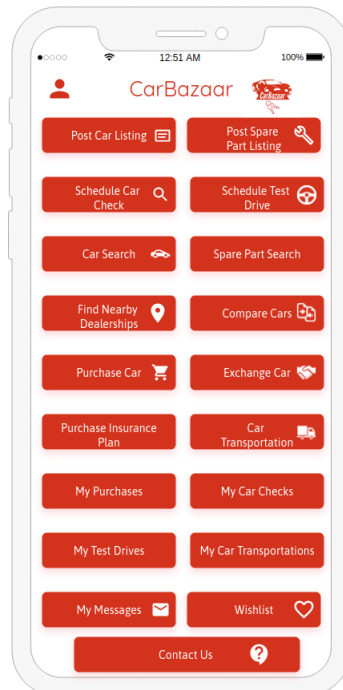 12:51 AM
100%
CarBazaar
CarBazaar
Post Car Listing
Post Spare
Part Listing
Schedule Car
Check
Schedule Test
Drive
Car Search
Spare Part Search
Find Nearby
Dealerships
Compare Cars
Purchase Car
Exchange Car
Purchase Insurance
Plan
Car
Transportation
My Purchases
My Car Checks
My Test Drives
My Car Transportations
My Messages
Wishlist
Contact Us